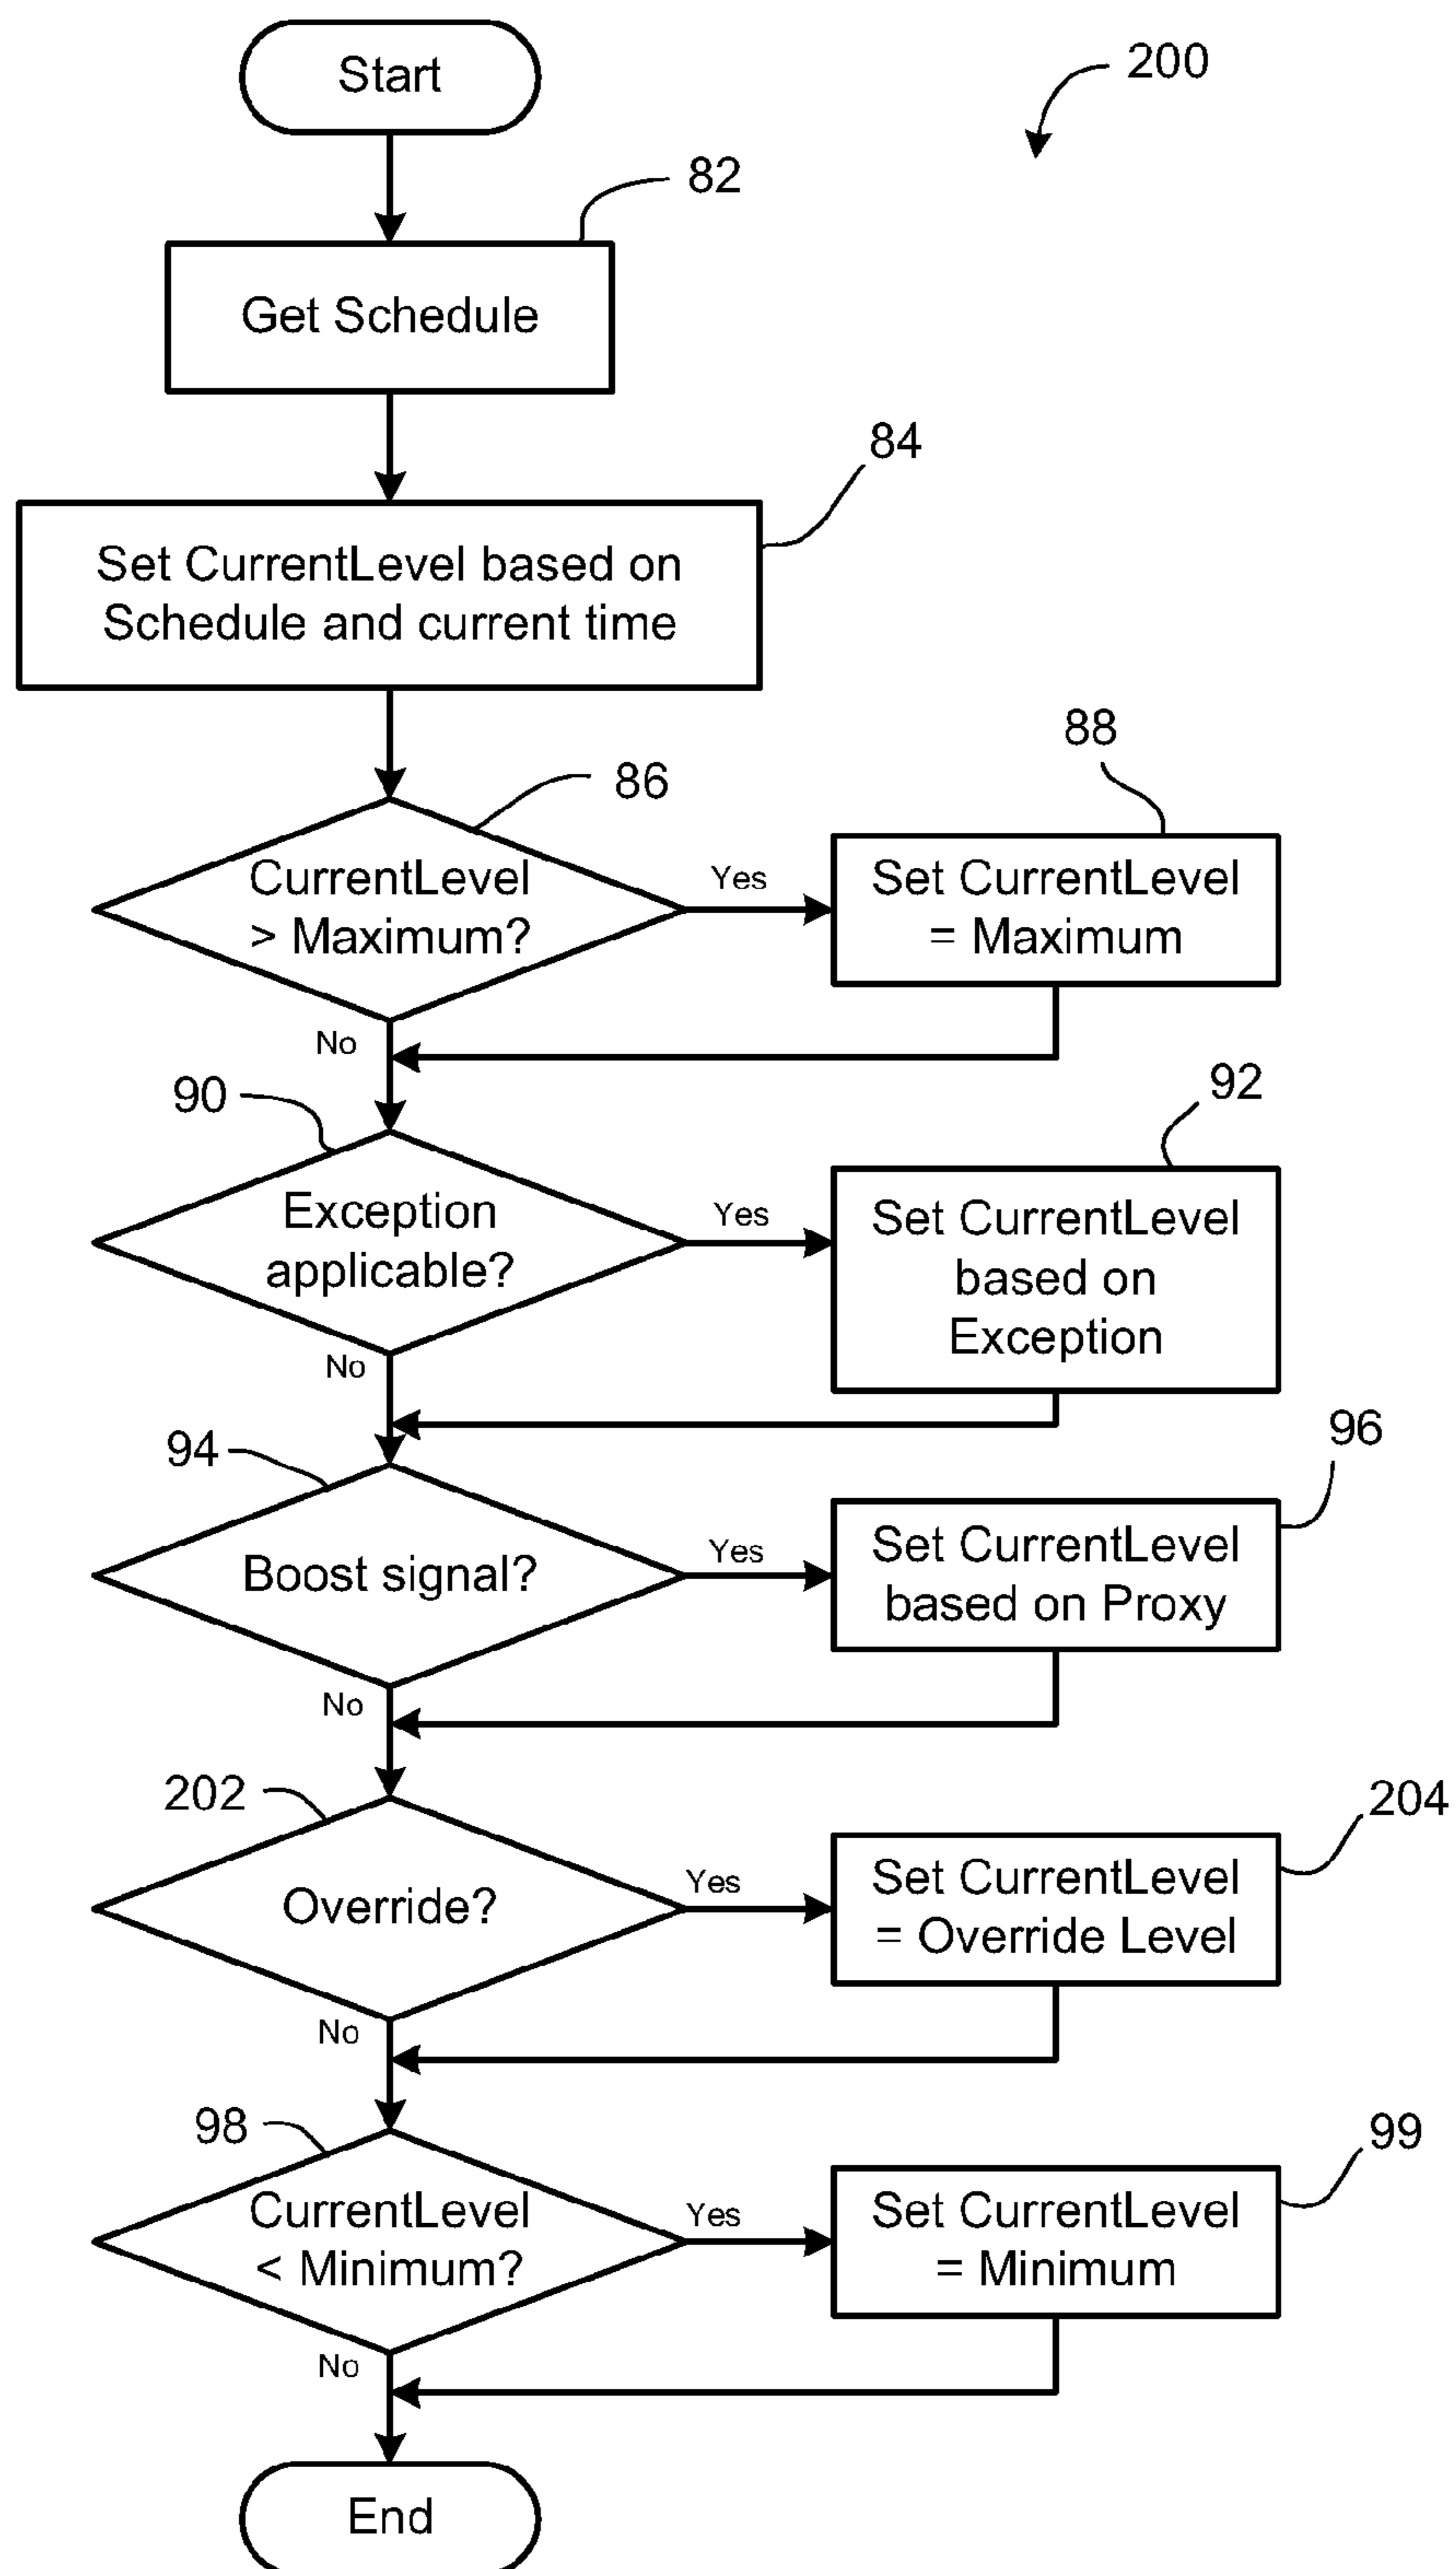 Start
200
82
Get Schedule
84
Set CurrentLevel based on
Schedule and current time
86
88
CurrentLevel
> Maximum?
Yes
Set CurrentLevel
= Maximum
No
90
92
Exception
applicable?
Yes
Set CurrentLevel
based on
Exception
No
94
96
Boost signal?
Yes
Set CurrentLevel
based on Proxy
No
202
204
Override?
Yes
Set CurrentLevel
= Override Level
No
98
99
CurrentLevel
< Minimum?
Yes
Set CurrentLevel
= Minimum
No
End